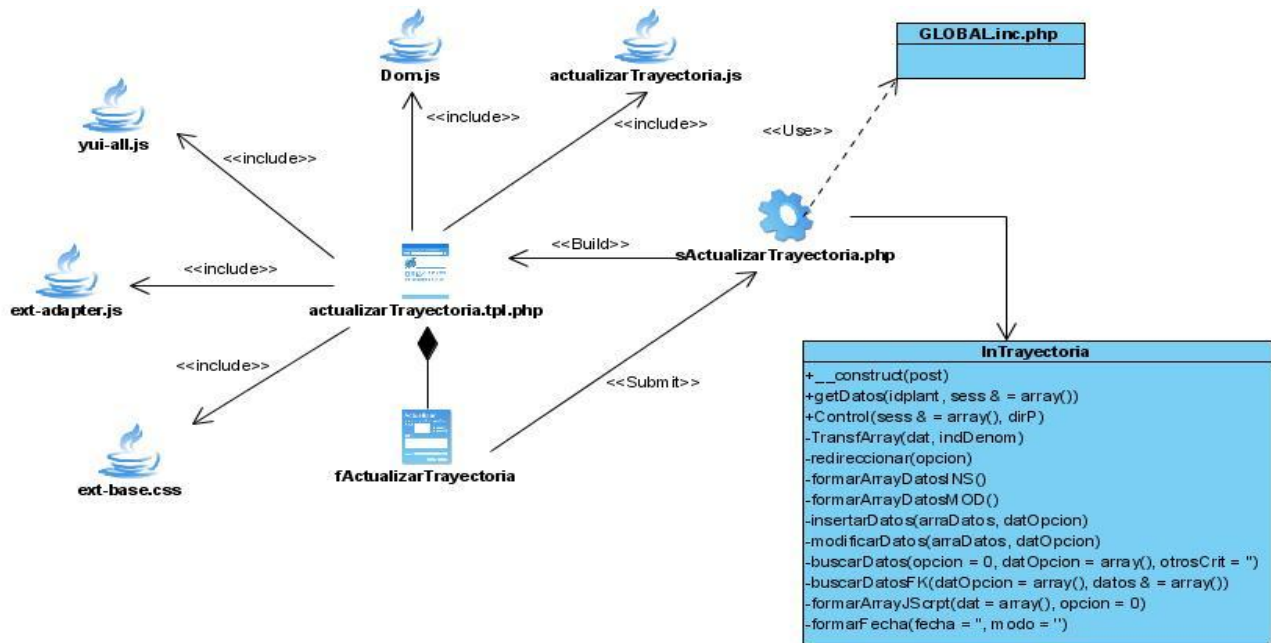 GLOBAL.inc.php
Dom.js
actualizarTrayectoria.js
<<include>>
<<include>>
<<Use>>
yui-all.js
<<include>>
<<Build>>
sActualizarTrayectoria.php
<<include>>
ext-adapter.js
actualizarTrayectoria.tpl.php
<<include>>
<<Submit>>
ext-base.css
Actualizar
fActualizarTrayectoria
InTrayectoria
+__construct(post)
+getDatos(idplant, sess & = array())
+Control(sess & = array(), dirP)
-TransfArray(dat, indDenom)
-redireccionar(opcion)
-formarArrayDatosINS()
-formarArrayDatosMOD()
-insertarDatos(arraDatos, datOpcion)
-modificarDatos(arraDatos, datOpcion)
-buscarDatos(opcion = 0, datOpcion = array(), otrosCrit = '')
-buscarDatosFK(datOpcion = array(), datos & = array())
-formarArrayJScrpt(dat = array(), opcion = 0)
-formarFecha(fecha = '', modo = '')